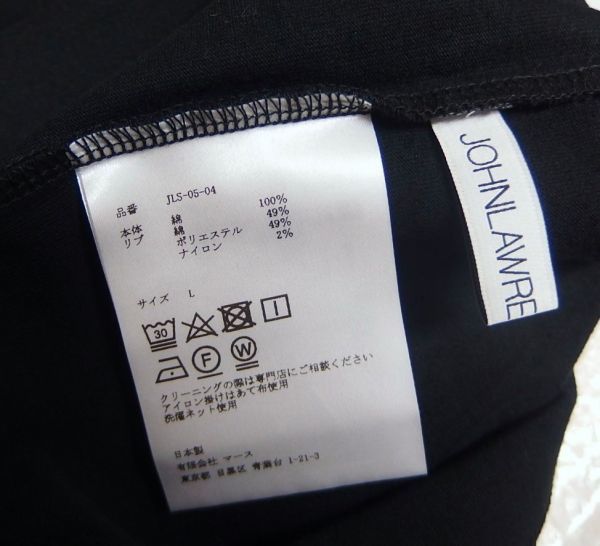 品番 JLS-05-04
本体 綿 100%
リブ 綿 49%
ポリエステル 49%
ナイロン 2%
サイズ L
30
F W
クリーニングの際は専門店にご相談ください
アイロン掛けはあて布使用
洗濯ネット使用
日本製
有限会社 マース
東京都 目黒区 青葉台 1-21-3
JOHNLAWRE